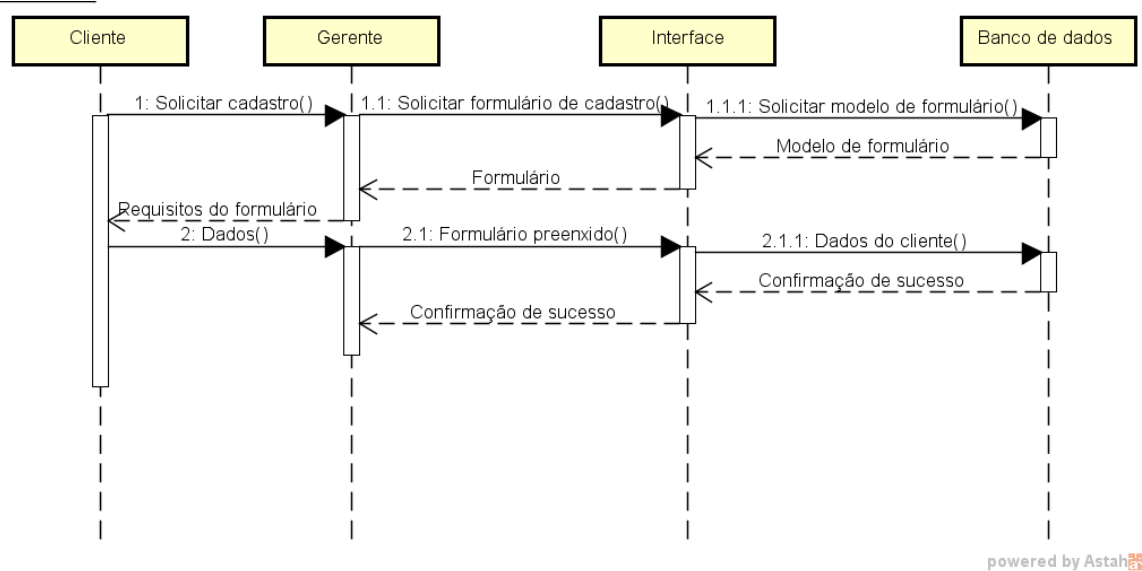 Cliente
Gerente
Interface
Banco de dados
1: Solicitar cadastro()
1.1: Solicitar formulário de cadastro()
1.1.1: Solicitar modelo de formulário()
Modelo de formulário
Formulário
Requisitos do formulário
2: Dados()
2.1: Formulário preenxido()
2.1.1: Dados do cliente()
Confirmação de sucesso
Confirmação de sucesso
powered by Astah